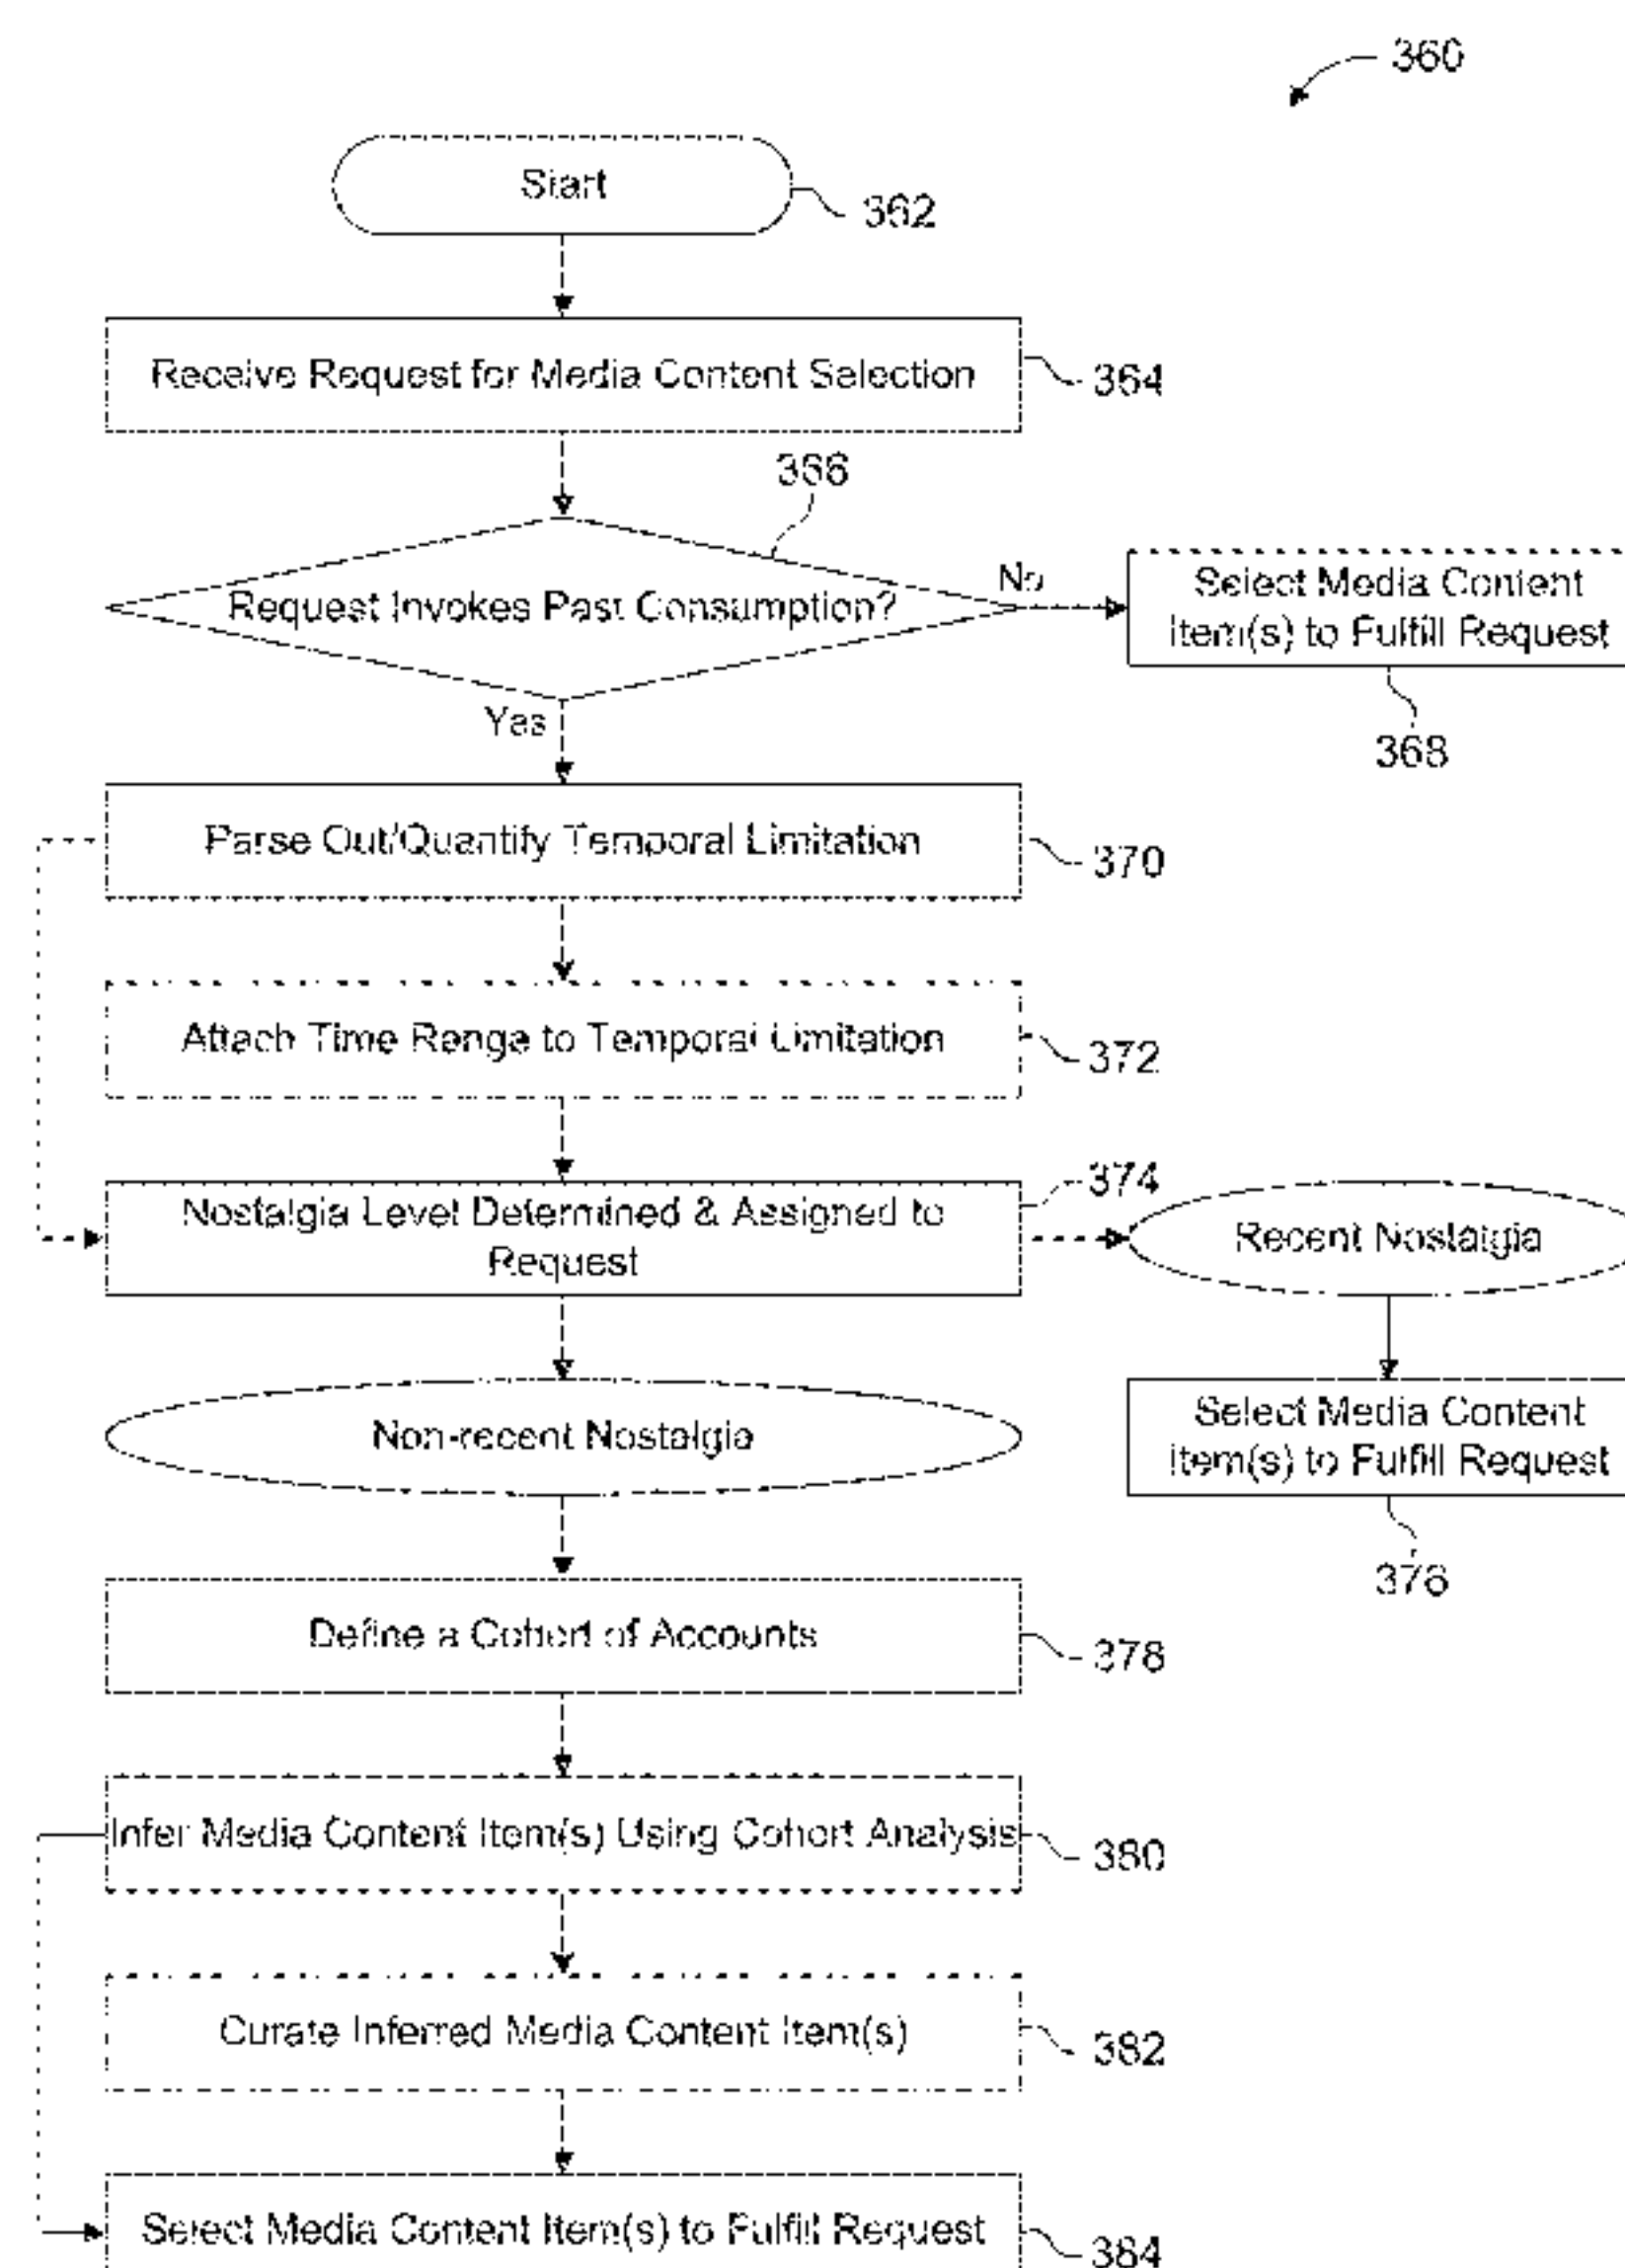 360
Start
362
Receive Request for Media Content Selection
364
366
Request Invokes Past Consumption?
No
Select Media Content
Item(s) to Fulfill Request
368
Yes
Parse Out/Quantify Temporal Limitation
370
Attach Time Range to Temporal Limitation
372
374
Nostalgia Level Determined & Assigned to
Request
Recent Nostalgia
Non-recent Nostalgia
Select Media Content
Item(s) to Fulfill Request
376
Define a Cohort of Accounts
378
Infer Media Content Item(s) Using Cohort Analysis
380
Curate Inferred Media Content Item(s)
382
Select Media Content Item(s) to Fulfill Request
384